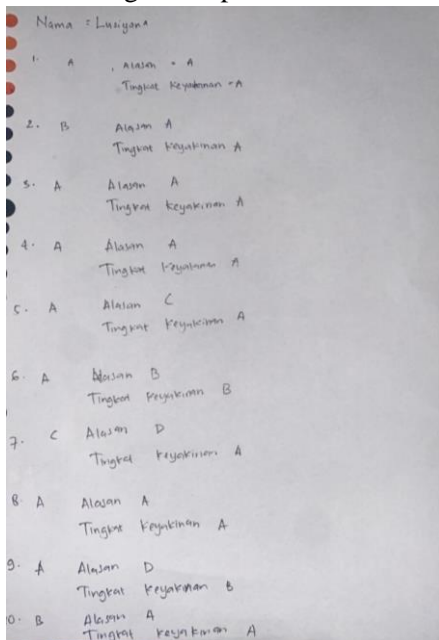 Nama : Lusiyana
1. A Alasan = A
Tingkat Keyakinan = A
2. B Alasan A
Tingkat Keyakinan A
3. A Alasan A
Tingkat Keyakinan A
4. A Alasan A
Tingkat Keyakinan A
5. A Alasan C
Tingkat Keyakinan A
6. A Alasan B
Tingkat Keyakinan B
7. C Alasan D
Tingkat Keyakinan A
8. A Alasan A
Tingkat Keyakinan A
9. A Alasan D
Tingkat Keyakinan B
0. B Alasan A
Tingkat Keyakinan A